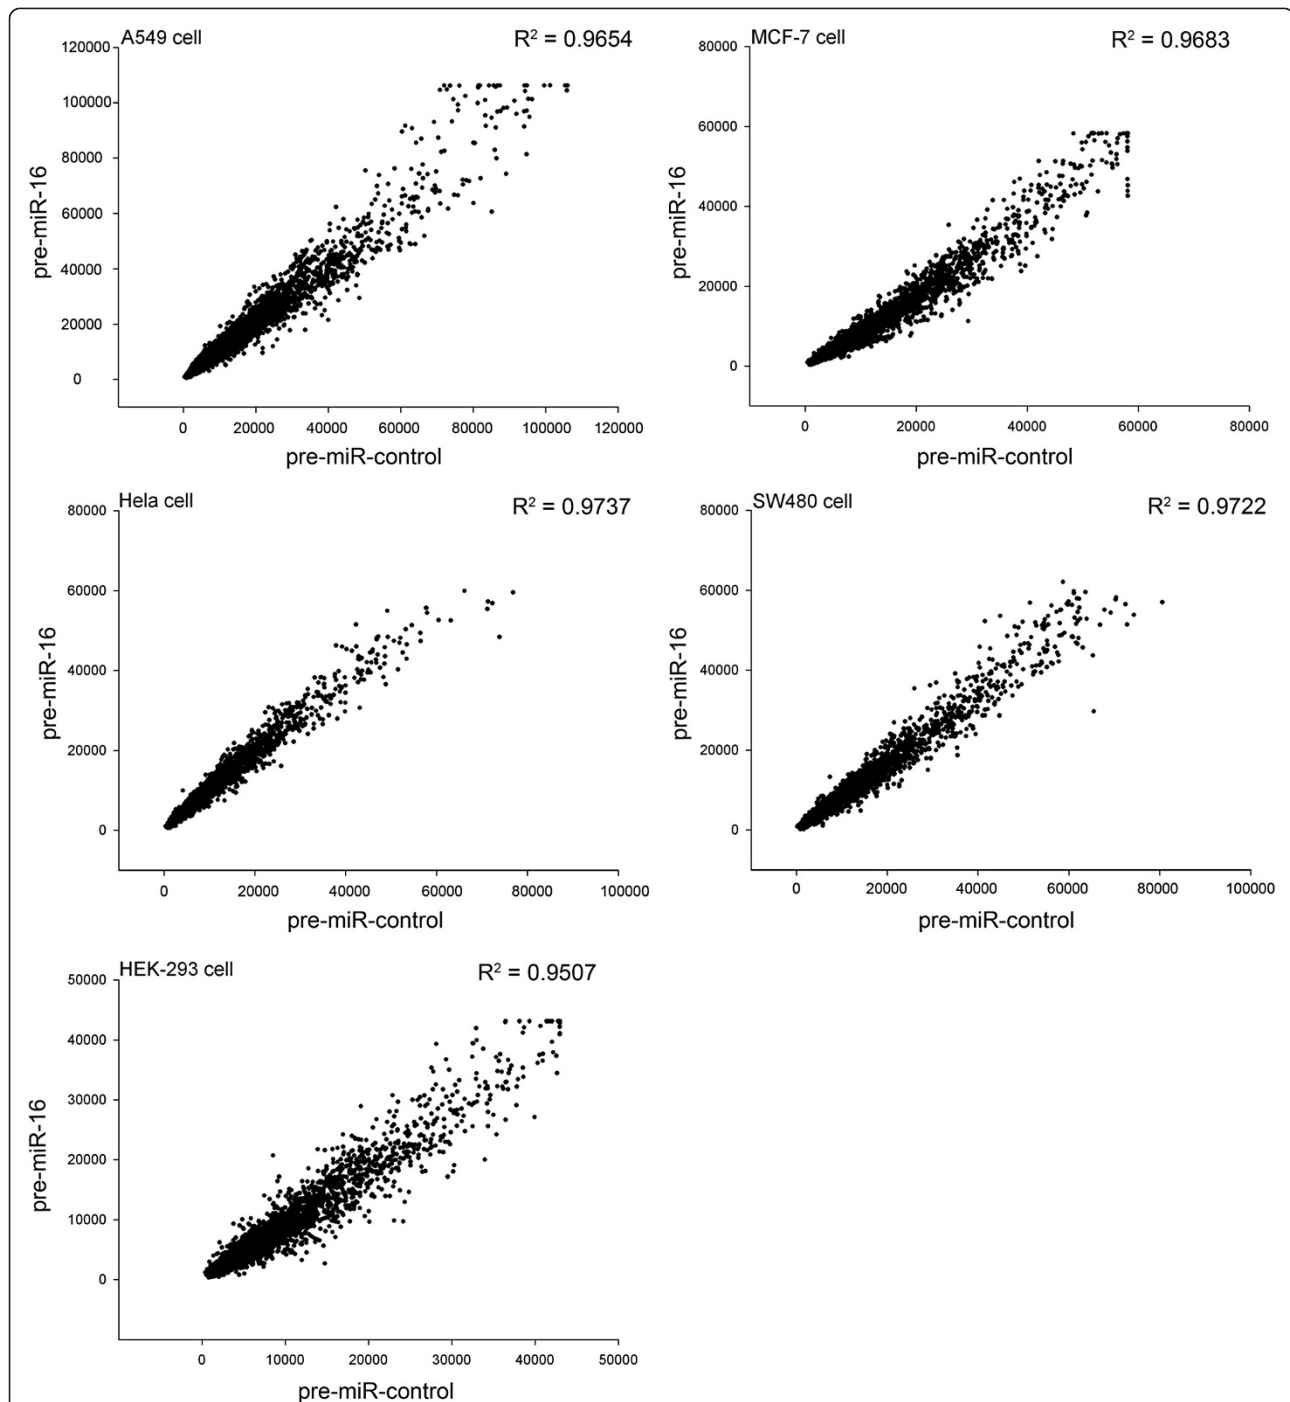 A549 cell
R² = 0.9654
120000
100000
80000
60000
40000
20000
0
pre-miR-16
0 20000 40000 60000 80000 100000 120000
pre-miR-control
MCF-7 cell
R² = 0.9683
80000
60000
40000
20000
0
pre-miR-16
0 20000 40000 60000 80000
pre-miR-control
Hela cell
R² = 0.9737
80000
60000
40000
20000
0
pre-miR-16
0 20000 40000 60000 80000 100000
pre-miR-control
SW480 cell
R² = 0.9722
80000
60000
40000
20000
0
pre-miR-16
0 20000 40000 60000 80000 100000
pre-miR-control
HEK-293 cell
R² = 0.9507
50000
40000
30000
20000
10000
0
pre-miR-16
0 10000 20000 30000 40000 50000
pre-miR-control